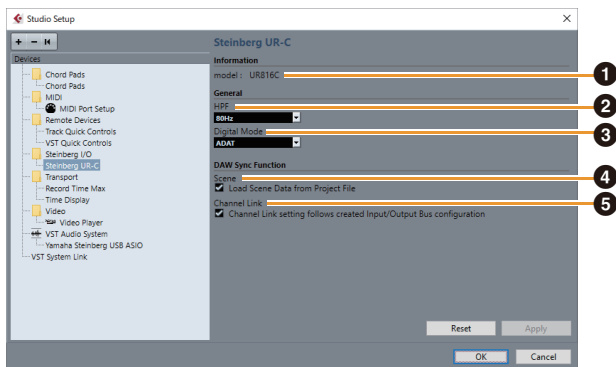 Studio Setup
+ - 
Devices
Chord Pads
Chord Pads
MIDI
MIDI Port Setup
Remote Devices
Track Quick Controls
VST Quick Controls
Steinberg I/O
Steinberg UR-C
Transport
Record Time Max
Time Display
Video
Video Player
VST Audio System
Yamaha Steinberg USB ASIO
VST System Link
Steinberg UR-C
Information
model : UR816C
1
General
HPF
2
80Hz
Digital Mode
3
ADAT
DAW Sync Function
Scene
4
Load Scene Data from Project File
Channel Link
5
Channel Link setting follows created Input/Output Bus configuration
Reset
Apply
OK
Cancel